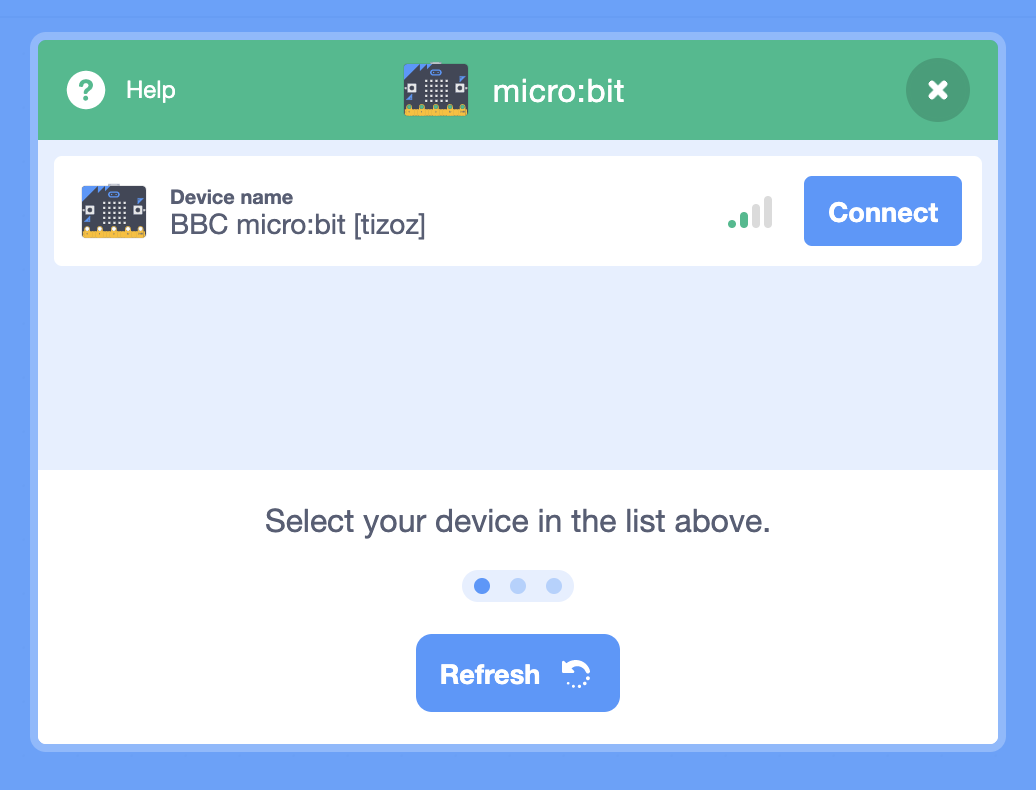 Help
micro:bit
Device name
BBC micro:bit [tizoz]
Connect
Select your device in the list above.
Refresh